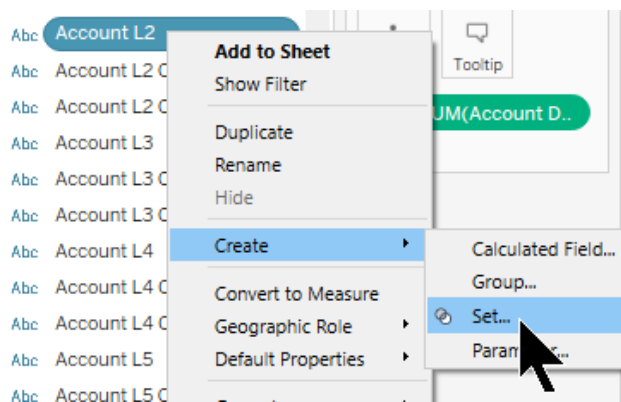 Abc Account L2
Abc Account L2 C
Abc Account L2 C
Abc Account L3
Abc Account L3 C
Abc Account L3 C
Abc Account L4
Abc Account L4 C
Abc Account L4 C
Abc Account L5
Abc Account L5 C
Add to Sheet
Show Filter
Duplicate
Rename
Hide
Create
Convert to Measure
Geographic Role
Default Properties
Tooltip
UM(Account D..
Calculated Field...
Group...
Set...